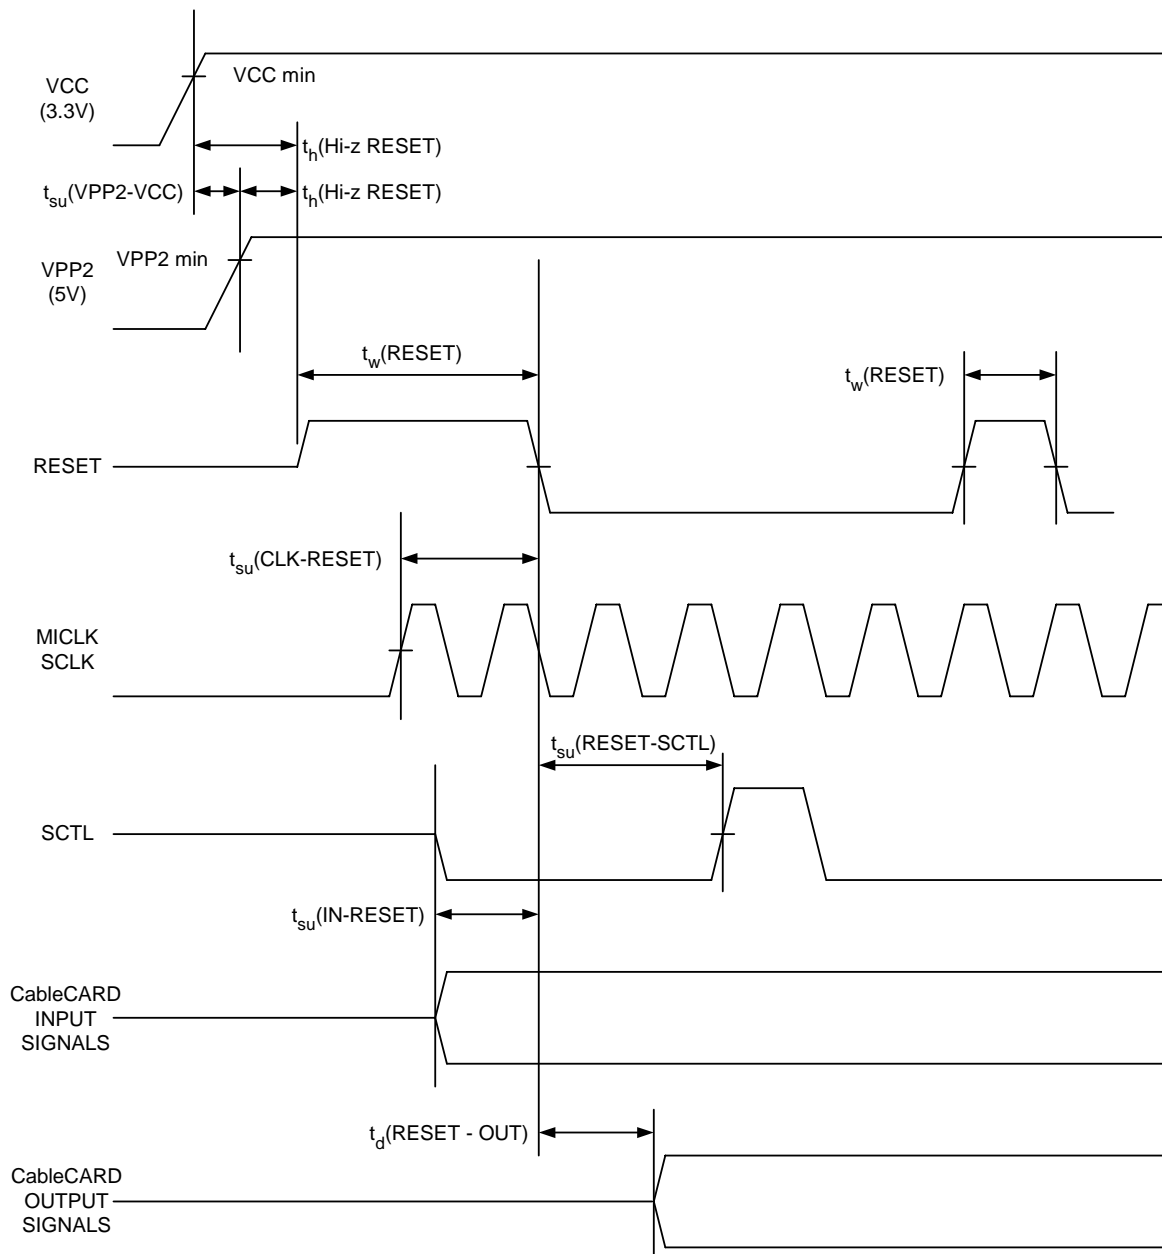 VCC min
VCC
(3.3V)
th(Hi-z RESET)
tsu(VPP2-VCC)
th(Hi-z RESET)
VPP2 min
VPP2
(5V)
tw(RESET)
tw(RESET)
RESET
tsu(CLK-RESET)
MICLK
SCLK
tsu(RESET-SCTL)
SCTL
tsu(IN-RESET)
CableCARD
INPUT
SIGNALS
td(RESET - OUT)
CableCARD
OUTPUT
SIGNALS